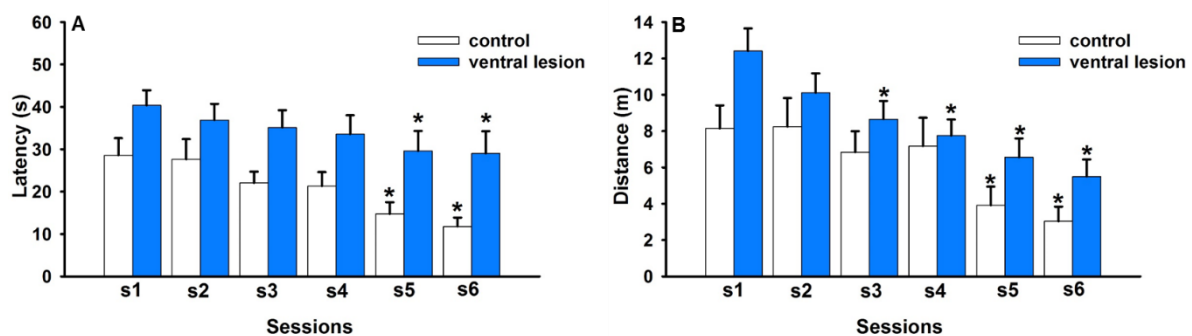 A
60
50
40
30
20
10
0
Latency (s)
control
ventral lesion
* *
* *
s1 s2 s3 s4 s5 s6
Sessions
B
14
12
10
8
6
4
2
0
Distance (m)
control
ventral lesion
* * * *
* *
s1 s2 s3 s4 s5 s6
Sessions